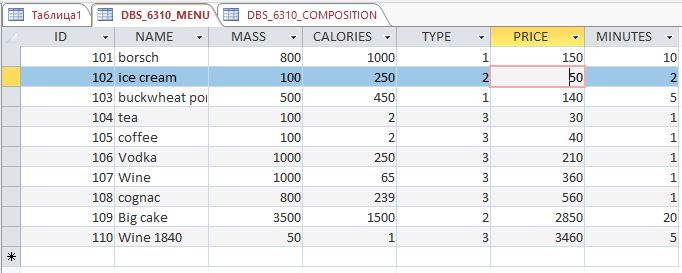 Таблица1 DBS_6310_MENU DBS_6310_COMPOSITION
ID NAME MASS CALORIES TYPE PRICE MINUTES
101 borsch 800 1000 1 150 10
102 ice cream 100 250 2 50 2
103 buckwheat por 500 450 1 140 5
104 tea 100 2 3 30 1
105 coffee 100 2 3 40 1
106 Vodka 1000 250 3 210 1
107 Wine 1000 65 3 360 1
108 cognac 800 239 3 560 1
109 Big cake 3500 1500 2 2850 20
110 Wine 1840 50 1 3 3460 5